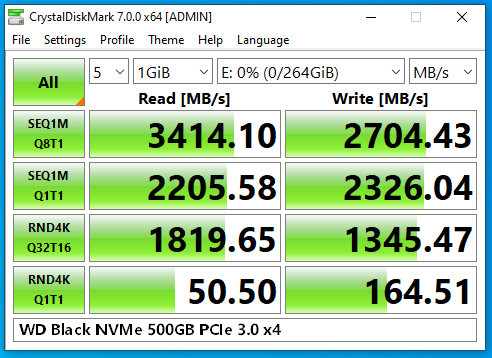 CrystalDiskMark 7.0.0 x64 [ADMIN]
File Settings Profile Theme Help Language
All 5 1GiB E: 0% (0/264GiB) MB/s
Read [MB/s] Write [MB/s]
SEQ1M
Q8T1 3414.10 2704.43
SEQ1M
Q1T1 2205.58 2326.04
RND4K
Q32T16 1819.65 1345.47
RND4K
Q1T1 50.50 164.51
WD Black NVMe 500GB PCIe 3.0 x4